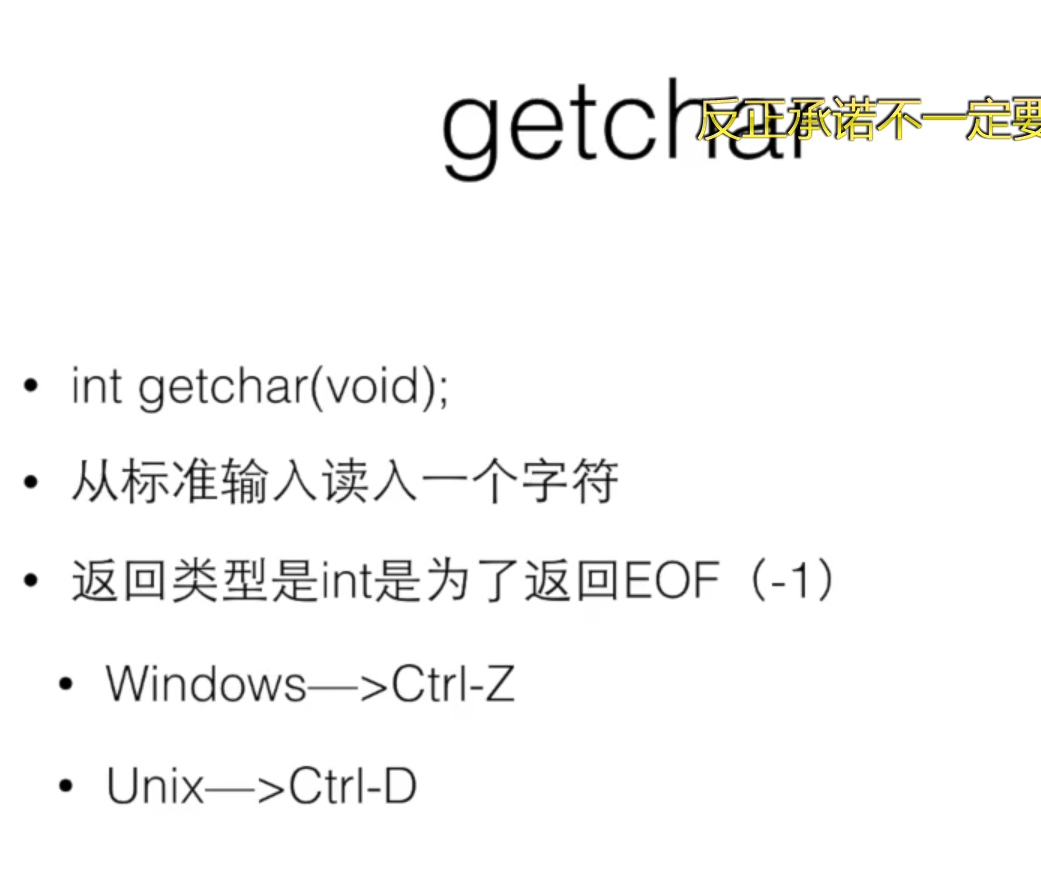 getchar
反正承诺不一定要
• int getchar(void);
• 从标准输入读入一个字符
• 返回类型是int是为了返回EOF（-1）
• Windows—>Ctrl-Z
• Unix—>Ctrl-D